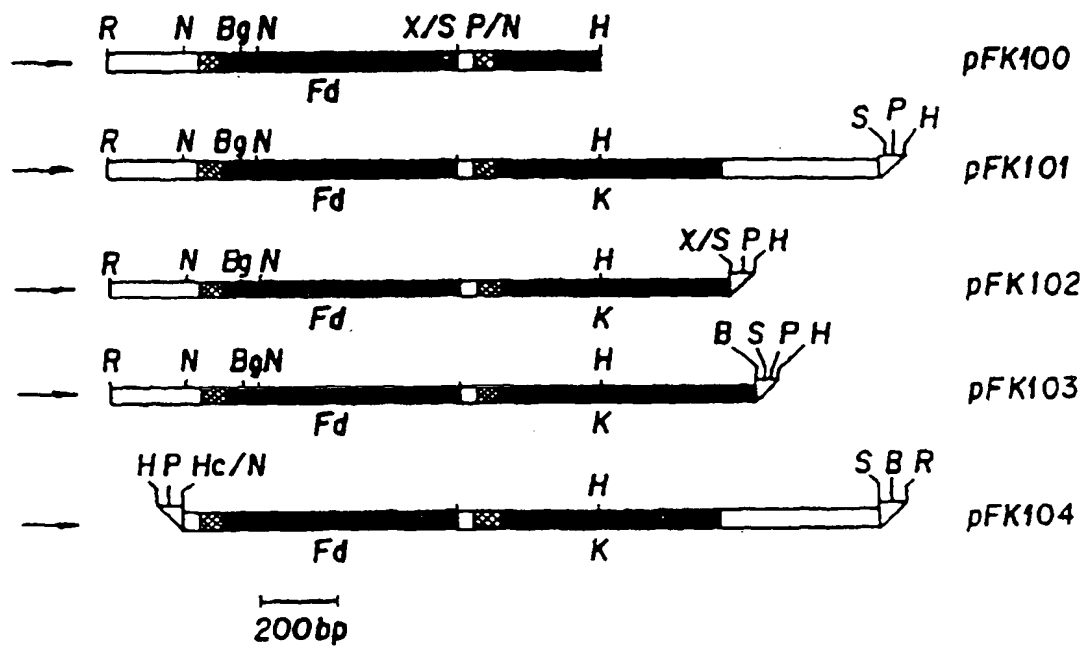 R N Bg N X/S P/N H
pFK100
Fd
S P H
R N Bg N H
pFK101
Fd K
X/S P H
R N Bg N H
pFK102
Fd K
B S P H
R N Bg N H
pFK103
Fd K
H P Hc/N S B R
H
pFK104
Fd K
200bp